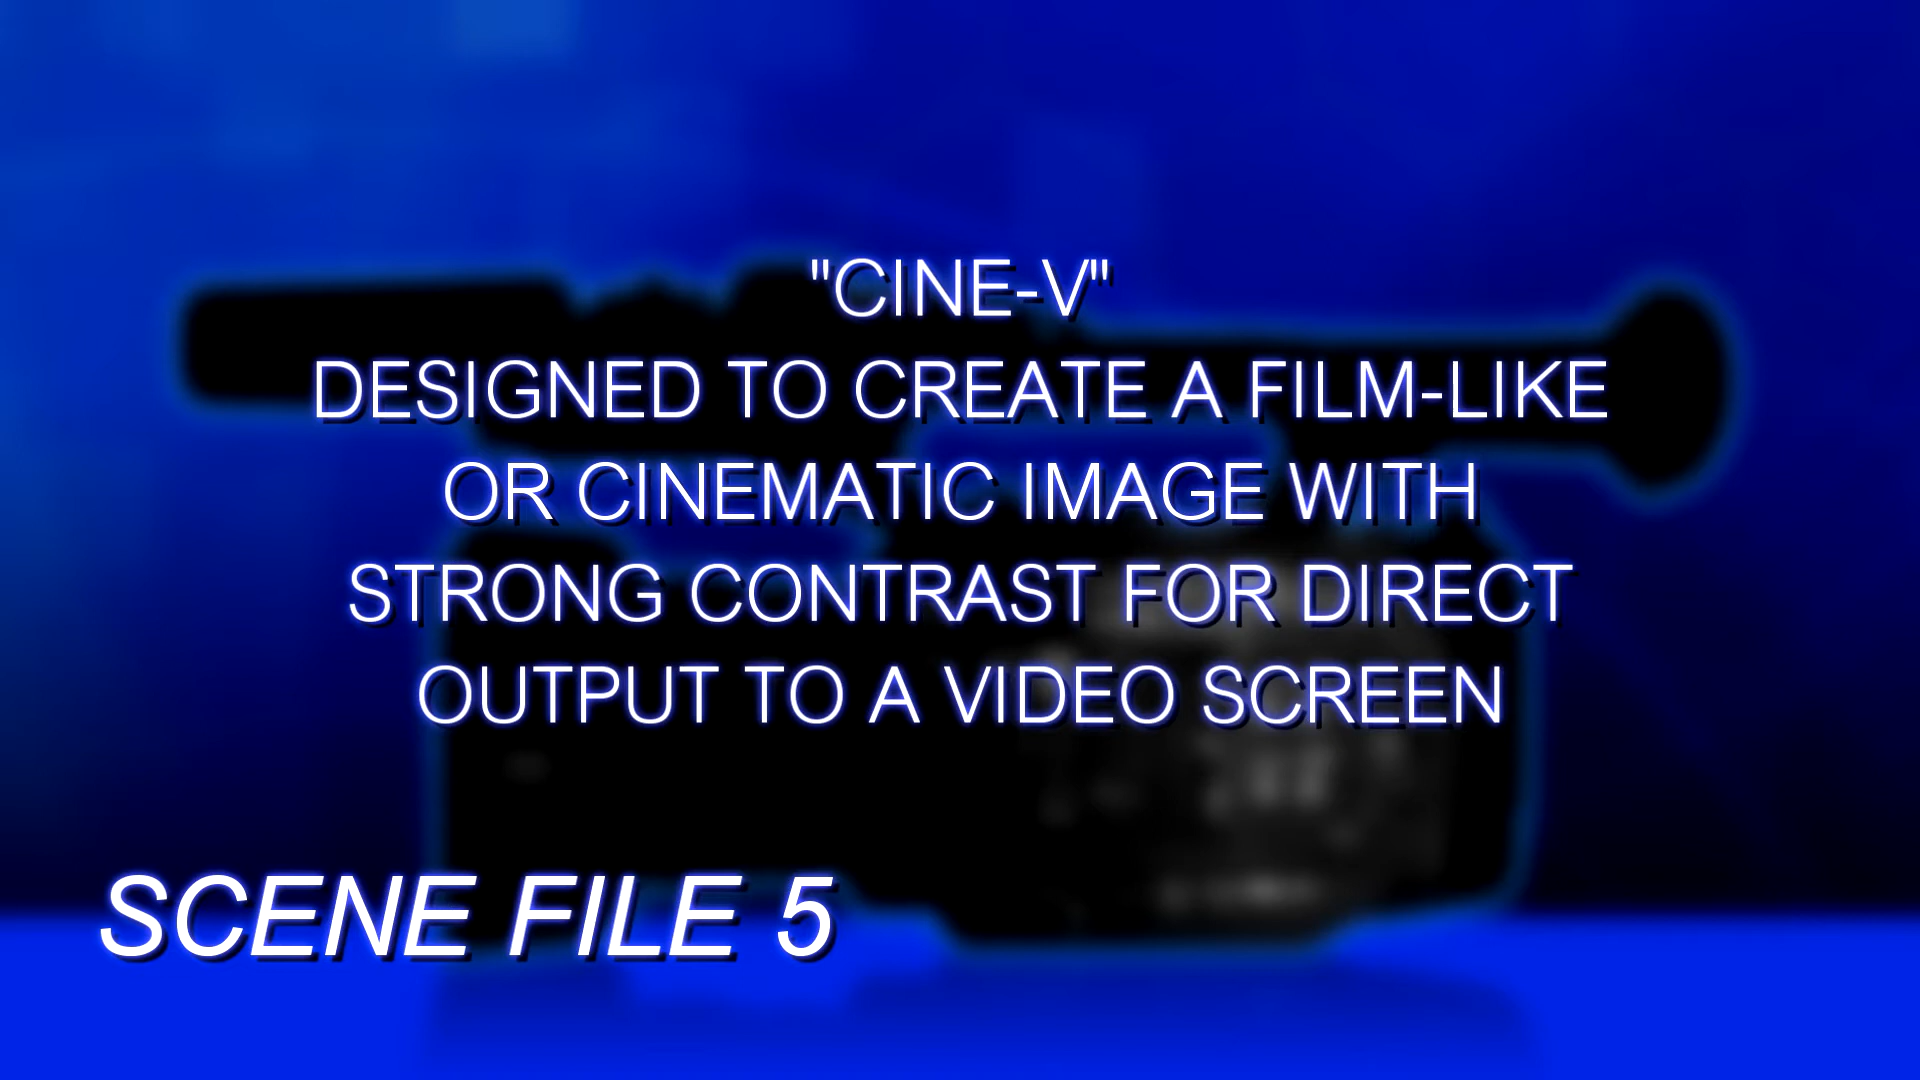 "CINE-V"
DESIGNED TO CREATE A FILM-LIKE
OR CINEMATIC IMAGE WITH
STRONG CONTRAST FOR DIRECT
OUTPUT TO A VIDEO SCREEN
SCENE FILE 5